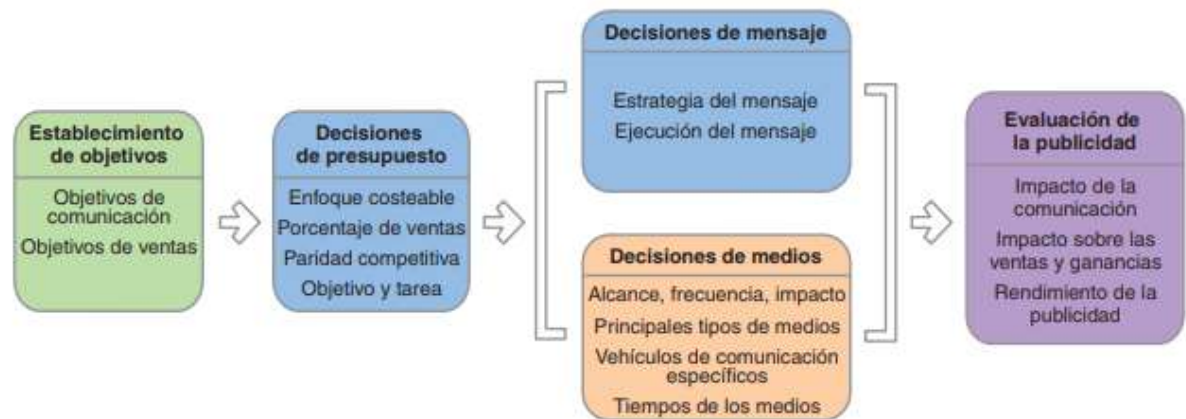 Establecimiento
de objetivos
Objetivos de
comunicación
Objetivos de ventas
Decisiones
de presupuesto
Enfoque costeable
Porcentaje de ventas
Paridad competitiva
Objetivo y tarea
Decisiones de mensaje
Estrategia del mensaje
Ejecución del mensaje
Decisiones de medios
Alcance, frecuencia, impacto
Principales tipos de medios
Vehículos de comunicación
específicos
Tiempos de los medios
Evaluación de
la publicidad
Impacto de la
comunicación
Impacto sobre las
ventas y ganancias
Rendimiento de la
publicidad